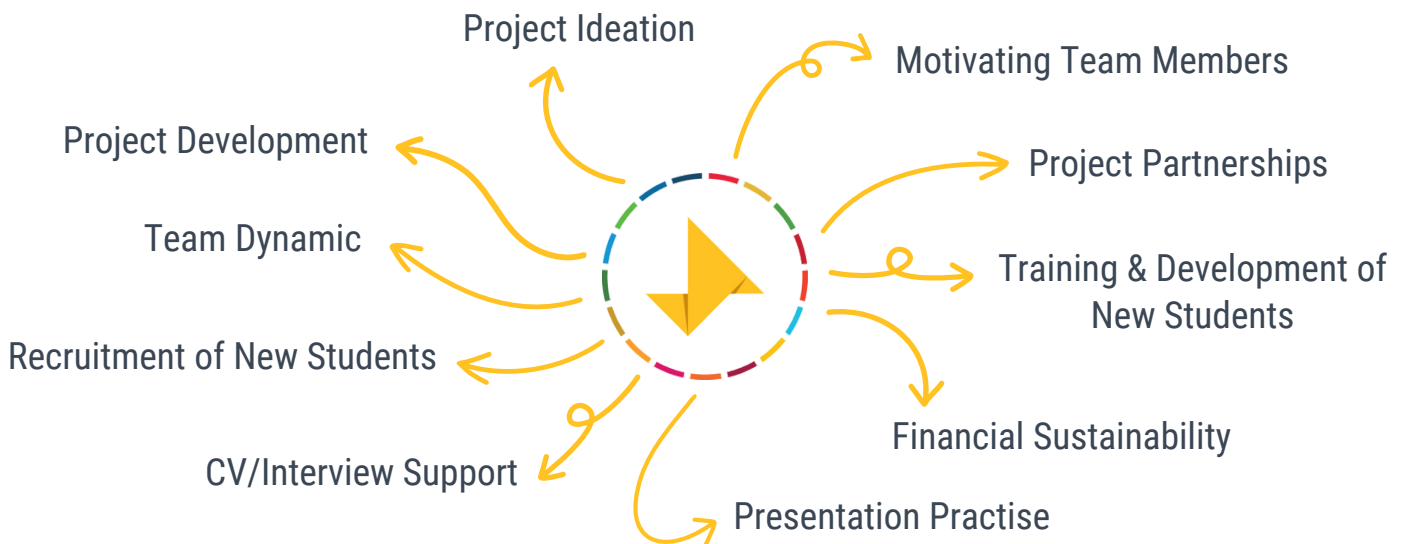 Project Ideation
Motivating Team Members
Project Development
Project Partnerships
Team Dynamic
Training & Development of
New Students
Recruitment of New Students
Financial Sustainability
CV/Interview Support
Presentation Practise